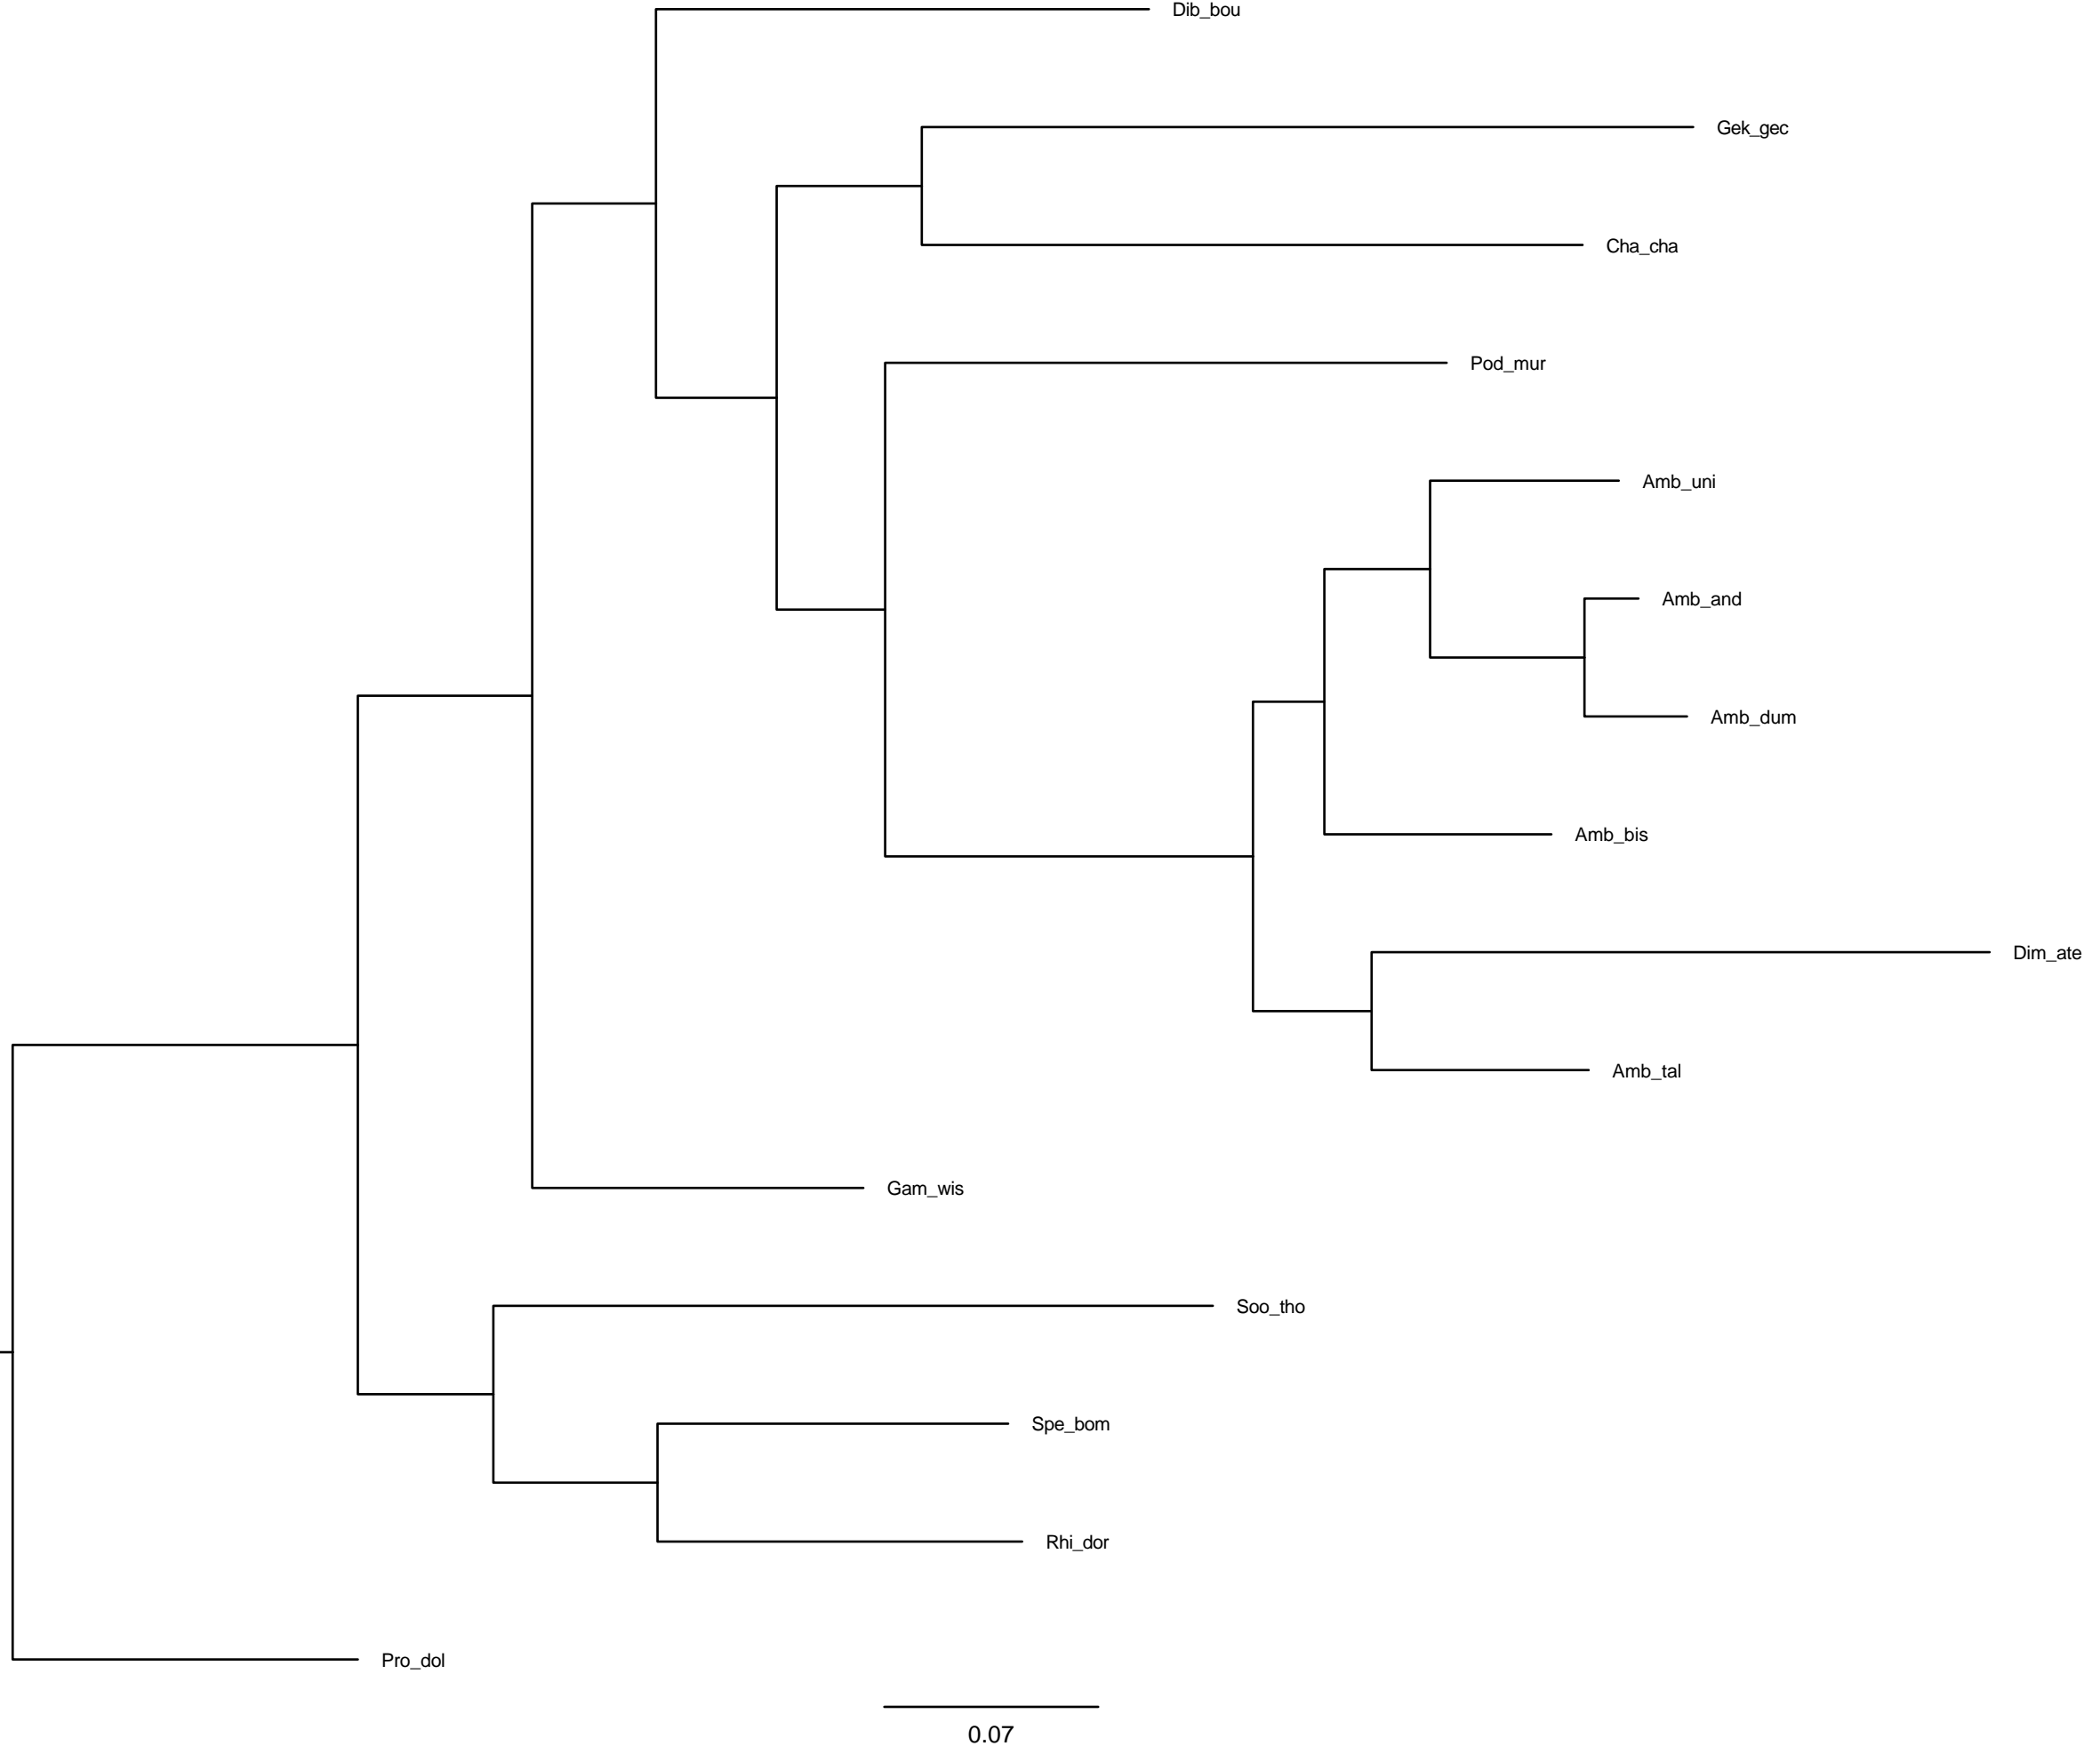 Dib_bou
Gek_gec
Cha_cha
Pod_mur
Amb_uni
Amb_and
Amb_dum
Amb_bis
Dim_ate
Amb_tal
Gam_wis
Soo_tho
Spe_bom
Rhi_dor
Pro_dol
0.07